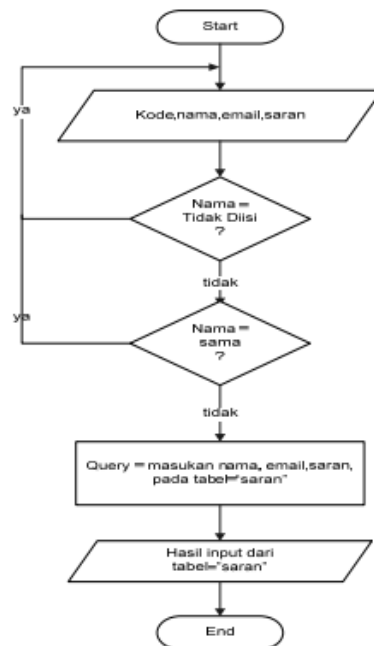 Start
ya
Kode,nama,email,saran
Nama =
Tidak Diisi
?
tidak
ya
Nama =
sama
?
tidak
Query = masukan nama, email,saran,
pada tabel="saran"
Hasil input dari
tabel="saran"
End